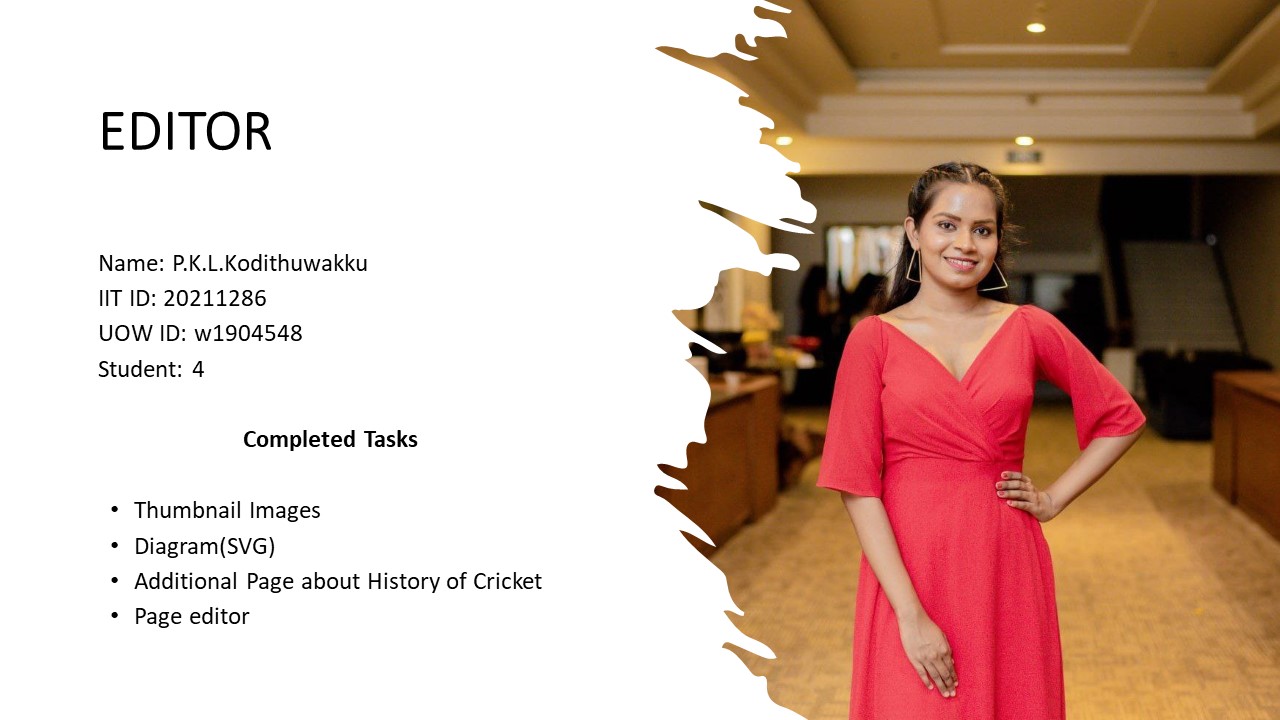 EDITOR
Name: P.K.L.Kodithuwakku
IIT ID: 20211286
UOW ID: w1904548
Student: 4
Completed Tasks
• Thumbnail Images
• Diagram(SVG)
• Additional Page about History of Cricket
• Page editor